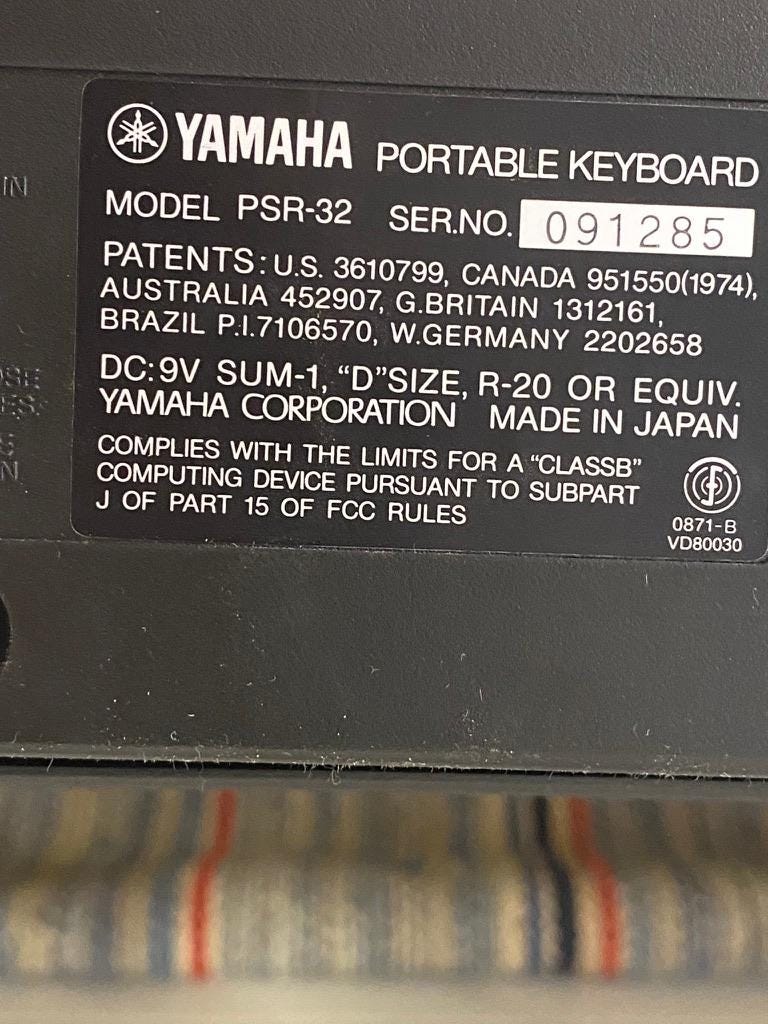 YAMAHA PORTABLE KEYBOARD
MODEL PSR-32 SER.NO. 091285
PATENTS: U.S. 3610799, CANADA 951550(1974),
AUSTRALIA 452907, G.BRITAIN 1312161,
BRAZIL P.I.7106570, W.GERMANY 2202658
DC:9V SUM-1, "D"SIZE, R-20 OR EQUIV.
YAMAHA CORPORATION MADE IN JAPAN
COMPLIES WITH THE LIMITS FOR A "CLASSB"
COMPUTING DEVICE PURSUANT TO SUBPART
J OF PART 15 OF FCC RULES
0871-B
VD80030
IN